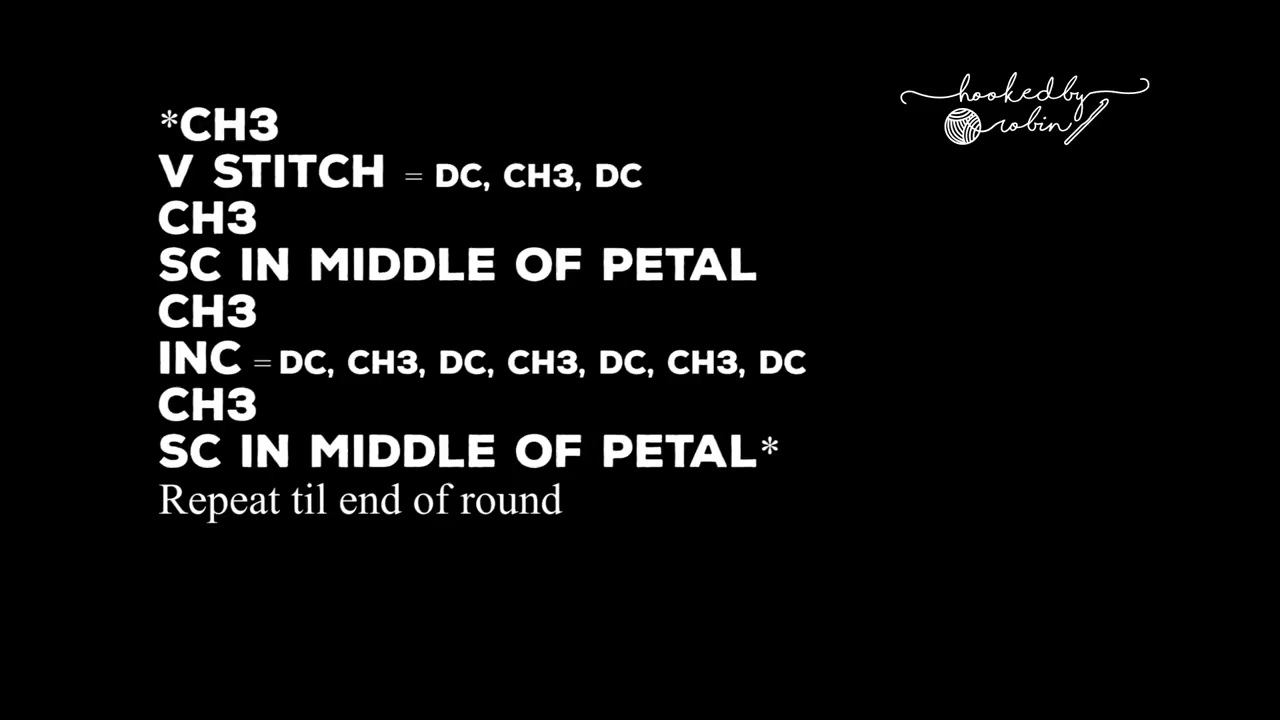 *CH3
V STITCH = DC, CH3, DC
CH3
SC IN MIDDLE OF PETAL
CH3
INC = DC, CH3, DC, CH3, DC, CH3, DC
CH3
SC IN MIDDLE OF PETAL*
Repeat til end of round
hookedby
robin